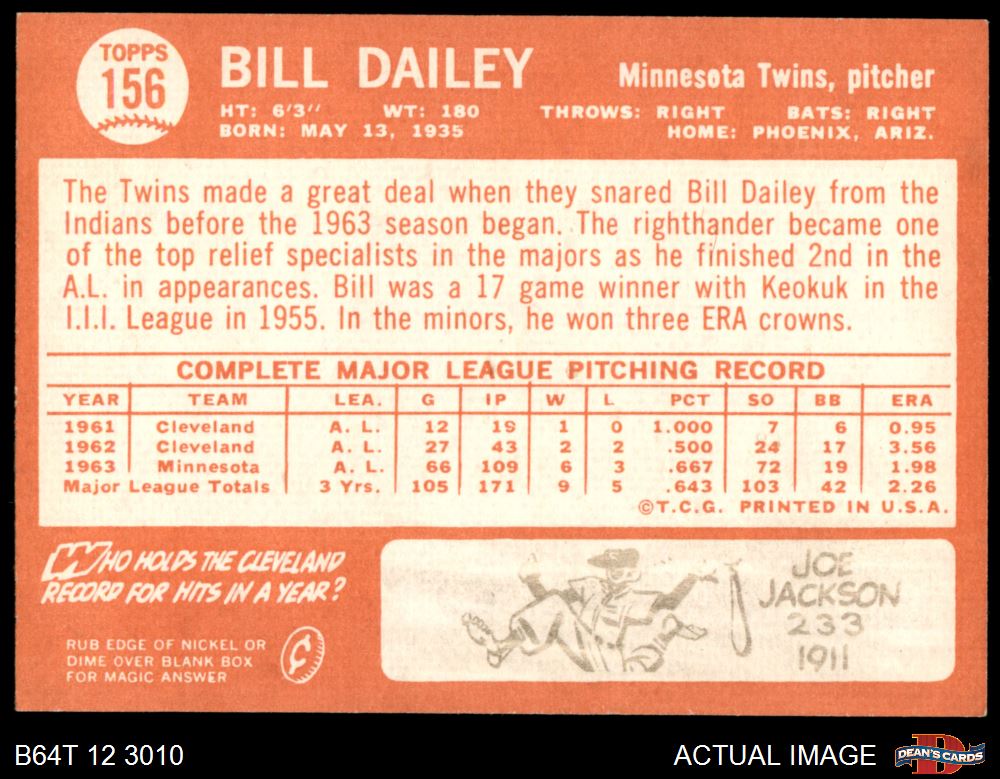 TOPPS
156
BILL DAILEY
Minnesota Twins, pitcher
HT: 6'3" WT: 180 THROWS: RIGHT BATS: RIGHT
BORN: MAY 13, 1935 HOME: PHOENIX, ARIZ.
The Twins made a great deal when they snared Bill Dailey from the
Indians before the 1963 season began. The righthander became one
of the top relief specialists in the majors as he finished 2nd in the
A.L. in appearances. Bill was a 17 game winner with Keokuk in the
I.I.I. League in 1955. In the minors, he won three ERA crowns.
COMPLETE MAJOR LEAGUE PITCHING RECORD
YEAR TEAM LEA. G IP W L PCT SO BB ERA
1961 Cleveland A. L. 12 19 1 0 1.000 7 6 0.95
1962 Cleveland A. L. 27 43 2 2 .500 24 17 3.56
1963 Minnesota A. L. 66 109 6 3 .667 72 19 1.98
Major League Totals 3 Yrs. 105 171 9 5 .643 103 42 2.26
©T.C.G. PRINTED IN U.S.A.
WHO HOLDS THE CLEVELAND
RECORD FOR HITS IN A YEAR?
RUB EDGE OF NICKEL OR
DIME OVER BLANK BOX
FOR MAGIC ANSWER
¢
JOE
JACKSON
233
1911
B64T 12 3010
ACTUAL IMAGE
D
DEAN'S CARDS